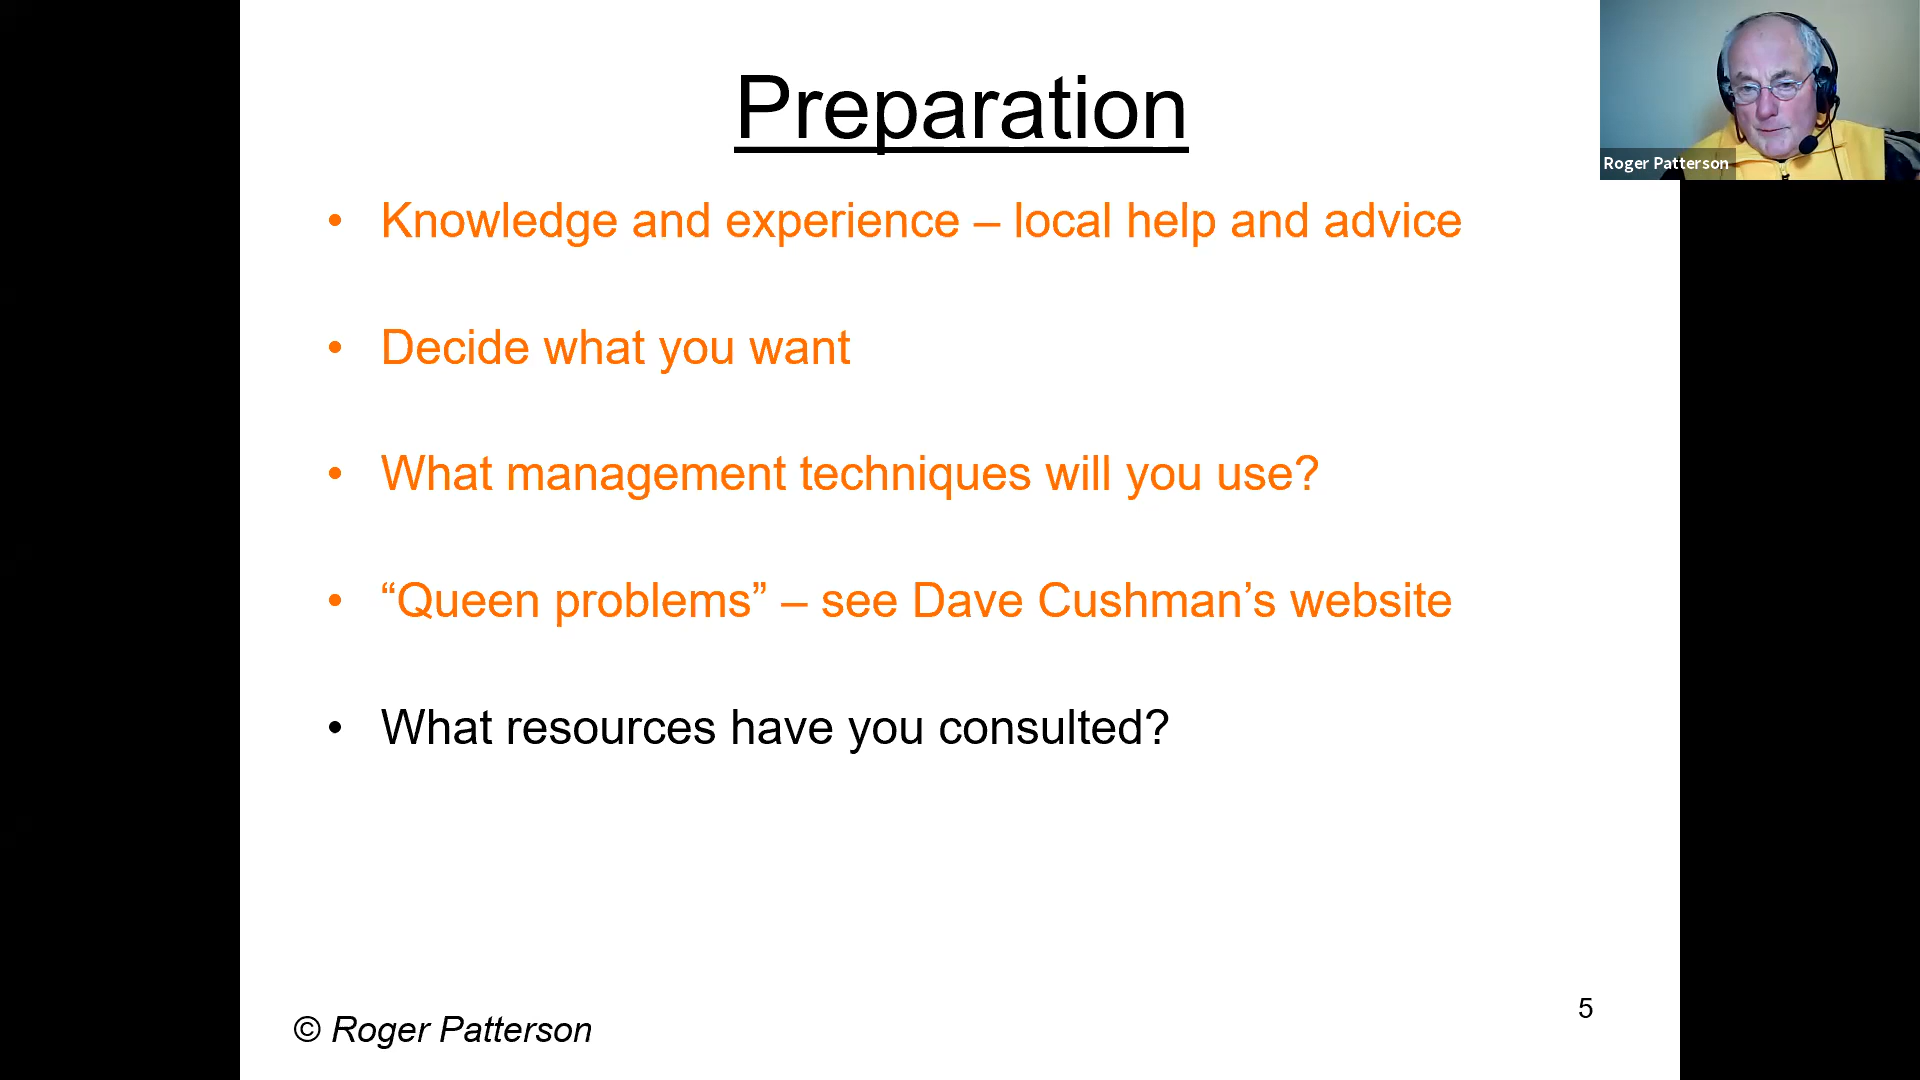 Preparation
Roger Patterson
• Knowledge and experience – local help and advice
• Decide what you want
• What management techniques will you use?
• “Queen problems” – see Dave Cushman’s website
• What resources have you consulted?
5
© Roger Patterson